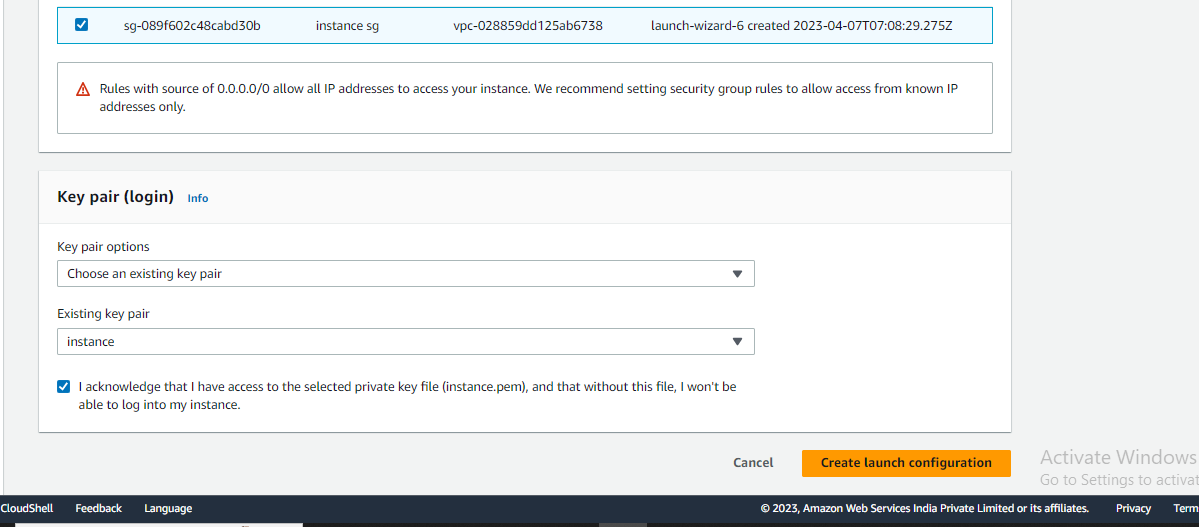 sg-089f602c48cabd30b instance sg vpc-028859dd125ab6738 launch-wizard-6 created 2023-04-07T07:08:29.275Z
Rules with source of 0.0.0.0/0 allow all IP addresses to access your instance. We recommend setting security group rules to allow access from known IP
addresses only.
Key pair (login) Info
Key pair options
Choose an existing key pair
Existing key pair
instance
I acknowledge that I have access to the selected private key file (instance.pem), and that without this file, I won't be
able to log into my instance.
Cancel Create launch configuration
Activate Windows
Go to Settings to activat
CloudShell Feedback Language © 2023, Amazon Web Services India Private Limited or its affiliates. Privacy Term